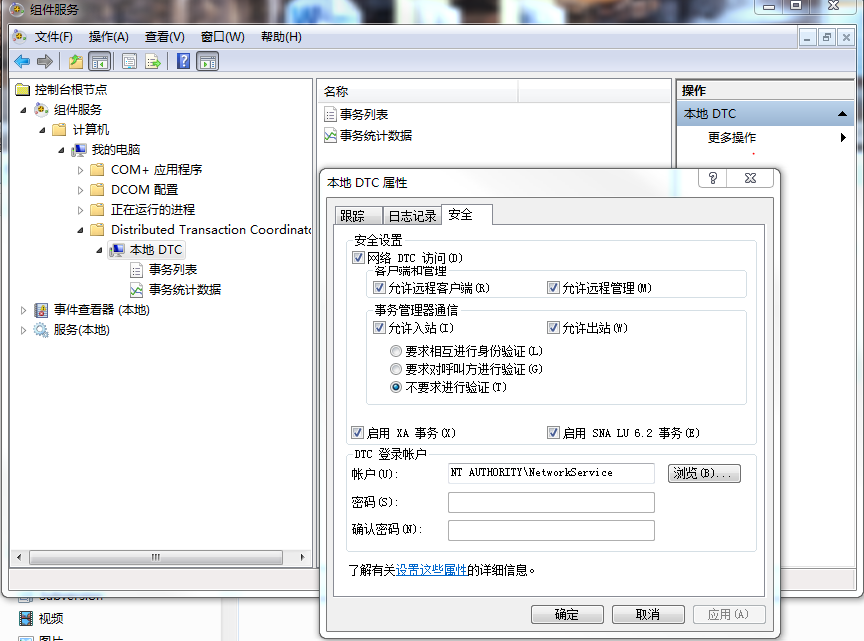 组件服务
文件(F) 操作(A) 查看(V) 窗口(W) 帮助(H)
控制台根节点
组件服务
计算机
我的电脑
COM+ 应用程序
DCOM 配置
正在运行的进程
Distributed Transaction Coordinato
本地 DTC
事务列表
事务统计数据
事件查看器 (本地)
服务(本地)
名称
事务列表
事务统计数据
操作
本地 DTC
更多操作
本地 DTC 属性
跟踪 日志记录 安全
安全设置
网络 DTC 访问(D)
客户端和管理
允许远程客户端(R) 允许远程管理(M)
事务管理器通信
允许入站(I) 允许出站(W)
要求相互进行身份验证(L)
要求对呼叫方进行验证(G)
不要求进行验证(T)
启用 XA 事务(X) 启用 SNA LU 6.2 事务(E)
DTC 登录帐户
帐户(U): NT AUTHORITY\NetworkService 浏览(B)...
密码(S):
确认密码(N):
了解有关设置这些属性的详细信息。
确定 取消 应用(A)
Subversion
视频
图片